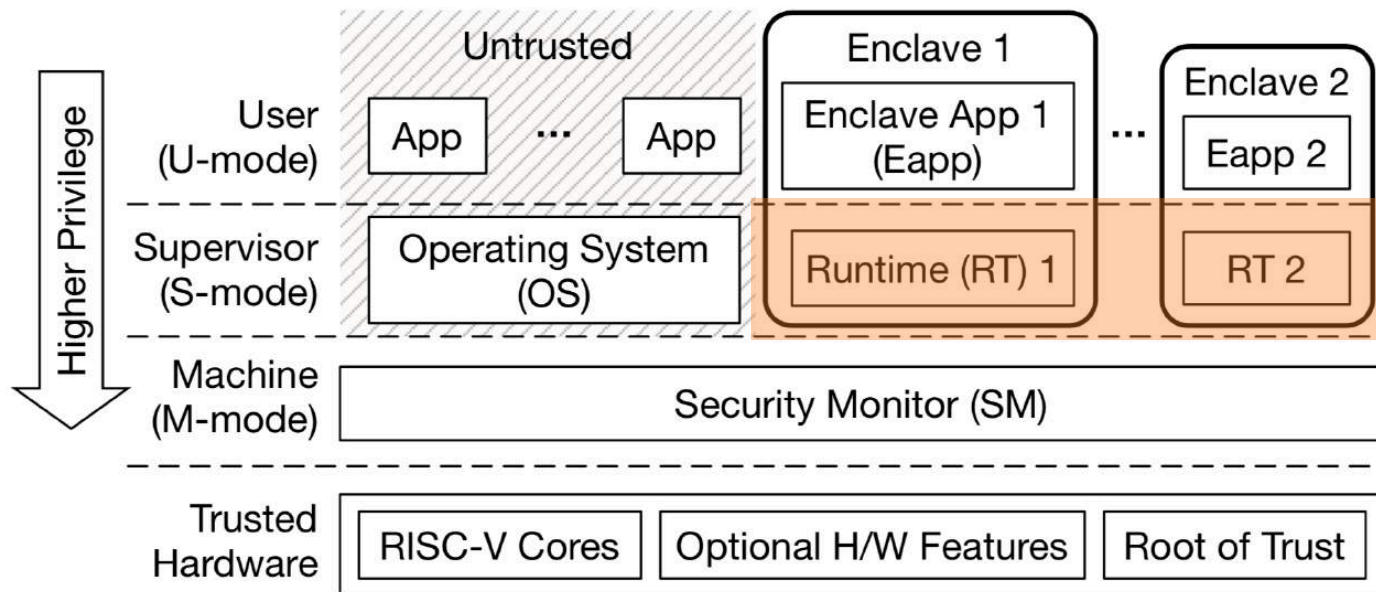 Higher Privilege
User
(U-mode)
Untrusted
App
...
App
Enclave 1
Enclave App 1
(Eapp)
...
Enclave 2
Eapp 2
Supervisor
(S-mode)
Operating System
(OS)
Runtime (RT) 1
RT 2
Machine
(M-mode)
Security Monitor (SM)
Trusted
Hardware
RISC-V Cores
Optional H/W Features
Root of Trust